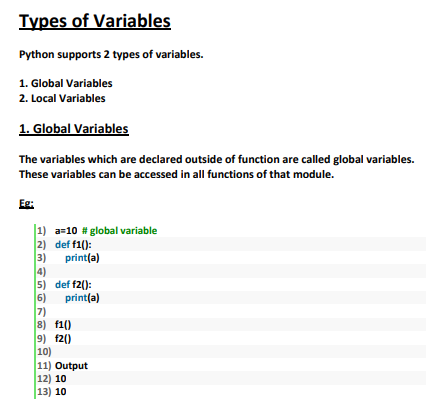 Types of Variables
Python supports 2 types of variables.
1. Global Variables
2. Local Variables
1. Global Variables
The variables which are declared outside of function are called global variables.
These variables can be accessed in all functions of that module.
Eg:
1) a=10 # global variable
2) def f1():
3) print(a)
4)
5) def f2():
6) print(a)
7)
8) f1()
9) f2()
10)
11) Output
12) 10
13) 10